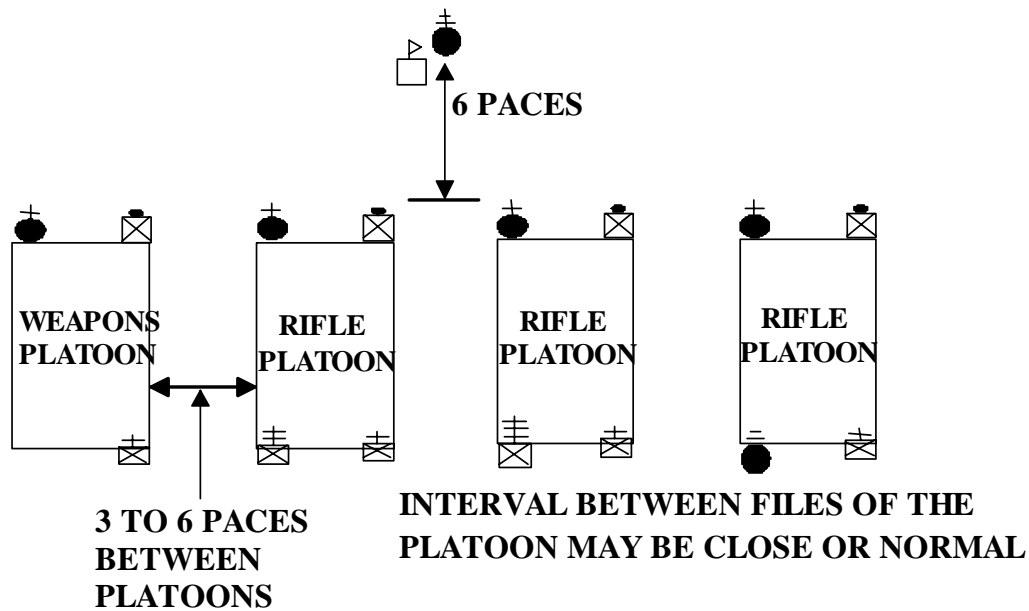 6 PACES
WEAPONS
PLATOON
RIFLE
PLATOON
RIFLE
PLATOON
RIFLE
PLATOON
3 TO 6 PACES
BETWEEN
PLATOONS
INTERVAL BETWEEN FILES OF THE
PLATOON MAY BE CLOSE OR NORMAL